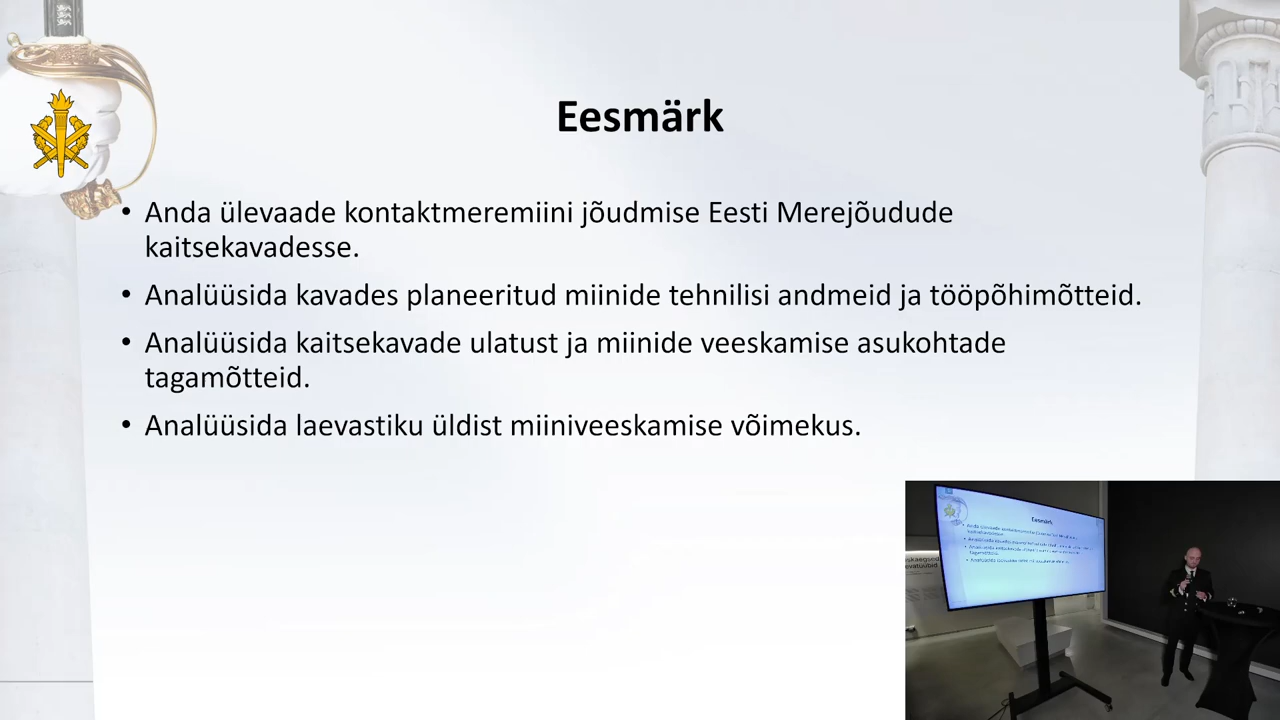 Eesmärk
• Anda ülevaade kontaktmeremiini jõudmise Eesti Merejõudude
kaitsekavadesse.
• Analüüsida kavades planeeritud miinide tehnilisi andmeid ja tööpõhimõtteid.
• Analüüsida kaitsekavade ulatust ja miinide veeskamise asukohtade
tagamõtteid.
• Analüüsida laevastiku üldist miiniveeskamise võimekus.
Eesmärk